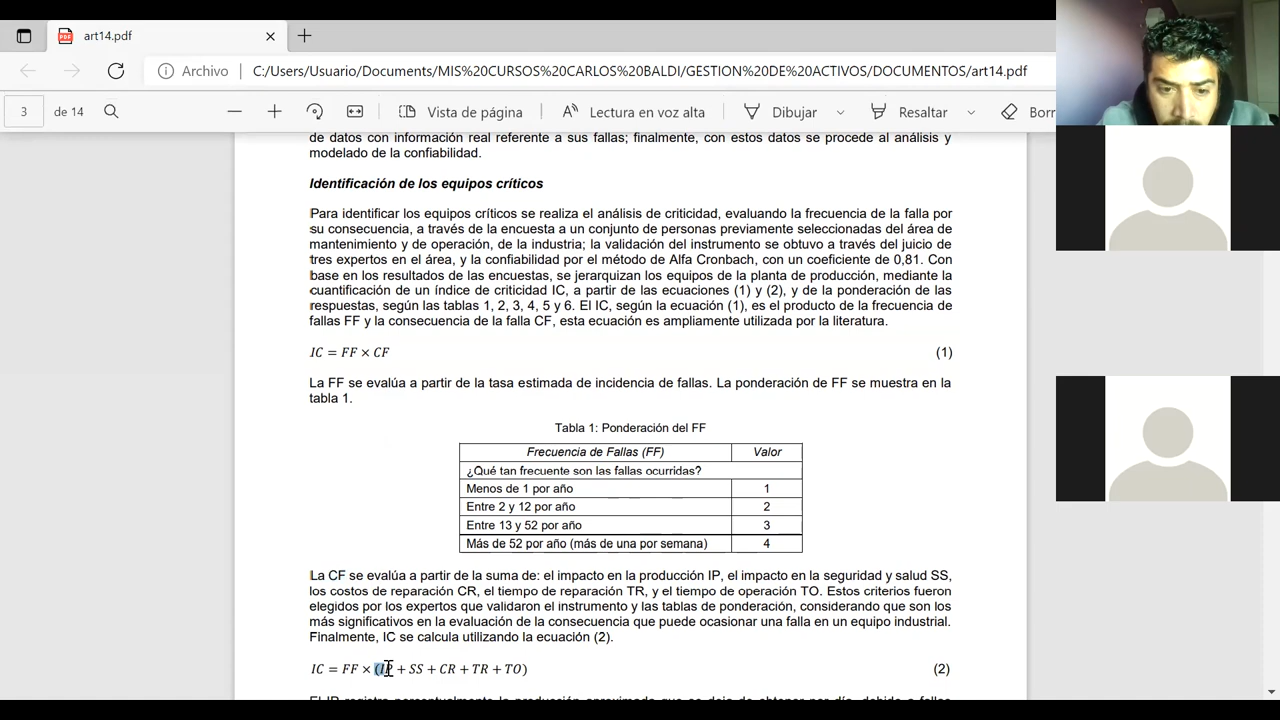 art14.pdf
Archivo C:/Users/Usuario/Documents/MIS%20CURSOS%20CARLOS%20BALDI/GESTION%20DE%20ACTIVOS/DOCUMENTOS/art14.pdf
3 de 14 Vista de página Lectura en voz alta Dibujar Resaltar Borr
de datos con información real referente a sus fallas; finalmente, con estos datos se procede al análisis y
modelado de la confiabilidad.
Identificación de los equipos críticos
Para identificar los equipos críticos se realiza el análisis de criticidad, evaluando la frecuencia de la falla por
su consecuencia, a través de la encuesta a un conjunto de personas previamente seleccionadas del área de
mantenimiento y de operación, de la industria; la validación del instrumento se obtuvo a través del juicio de
tres expertos en el área, y la confiabilidad por el método de Alfa Cronbach, con un coeficiente de 0,81. Con
base en los resultados de las encuestas, se jerarquizan los equipos de la planta de producción, mediante la
cuantificación de un índice de criticidad IC, a partir de las ecuaciones (1) y (2), y de la ponderación de las
respuestas, según las tablas 1, 2, 3, 4, 5 y 6. El IC, según la ecuación (1), es el producto de la frecuencia de
fallas FF y la consecuencia de la falla CF, esta ecuación es ampliamente utilizada por la literatura.
IC = FF × CF (1)
La FF se evalúa a partir de la tasa estimada de incidencia de fallas. La ponderación de FF se muestra en la
tabla 1.
Tabla 1: Ponderación del FF
Frecuencia de Fallas (FF) Valor
¿Qué tan frecuente son las fallas ocurridas?
Menos de 1 por año 1
Entre 2 y 12 por año 2
Entre 13 y 52 por año 3
Más de 52 por año (más de una por semana) 4
La CF se evalúa a partir de la suma de: el impacto en la producción IP, el impacto en la seguridad y salud SS,
los costos de reparación CR, el tiempo de reparación TR, y el tiempo de operación TO. Estos criterios fueron
elegidos por los expertos que validaron el instrumento y las tablas de ponderación, considerando que son los
más significativos en la evaluación de la consecuencia que puede ocasionar una falla en un equipo industrial.
Finalmente, IC se calcula utilizando la ecuación (2).
IC = FF × (IP + SS + CR + TR + TO) (2)